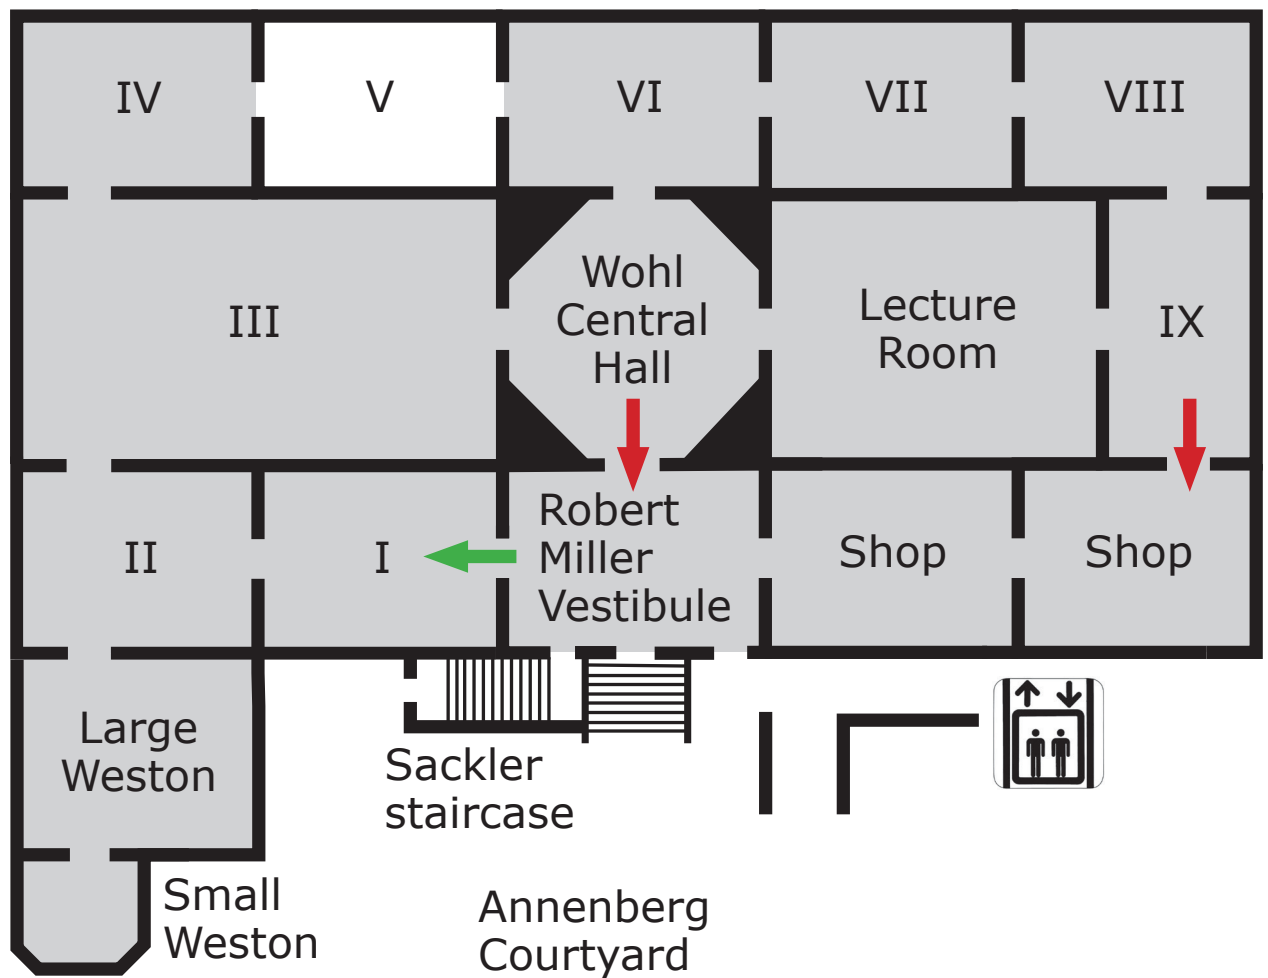 IV
V
VI
VII
VIII
III
Wohl
Central
Hall
Lecture
Room
IX
II
I
Robert
Miller
Vestibule
Shop
Shop
Large
Weston
Sackler
staircase
Small
Weston
Annenberg
Courtyard